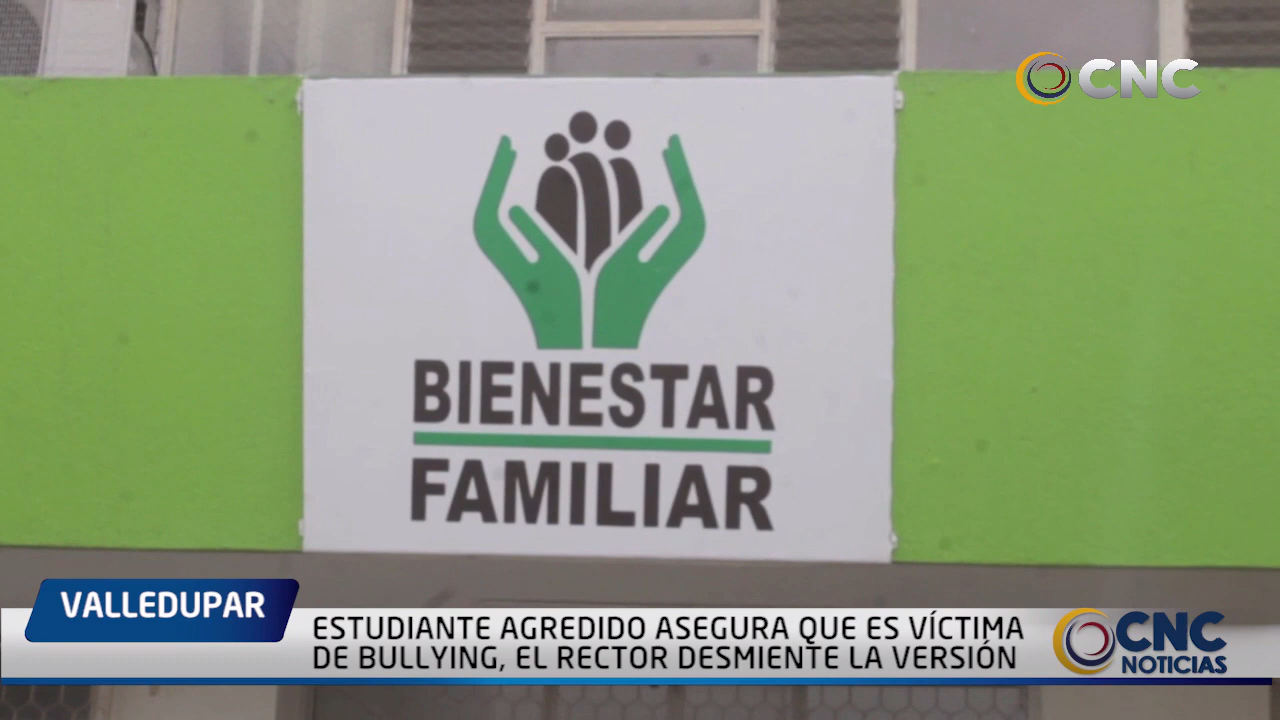 CNC
BIENESTAR
FAMILIAR
VALLEDUPAR
ESTUDIANTE AGREDIDO ASEGURA QUE ES VÍCTIMA
DE BULLYING, EL RECTOR DESMIENTE LA VERSIÓN
CNC
NOTICIAS